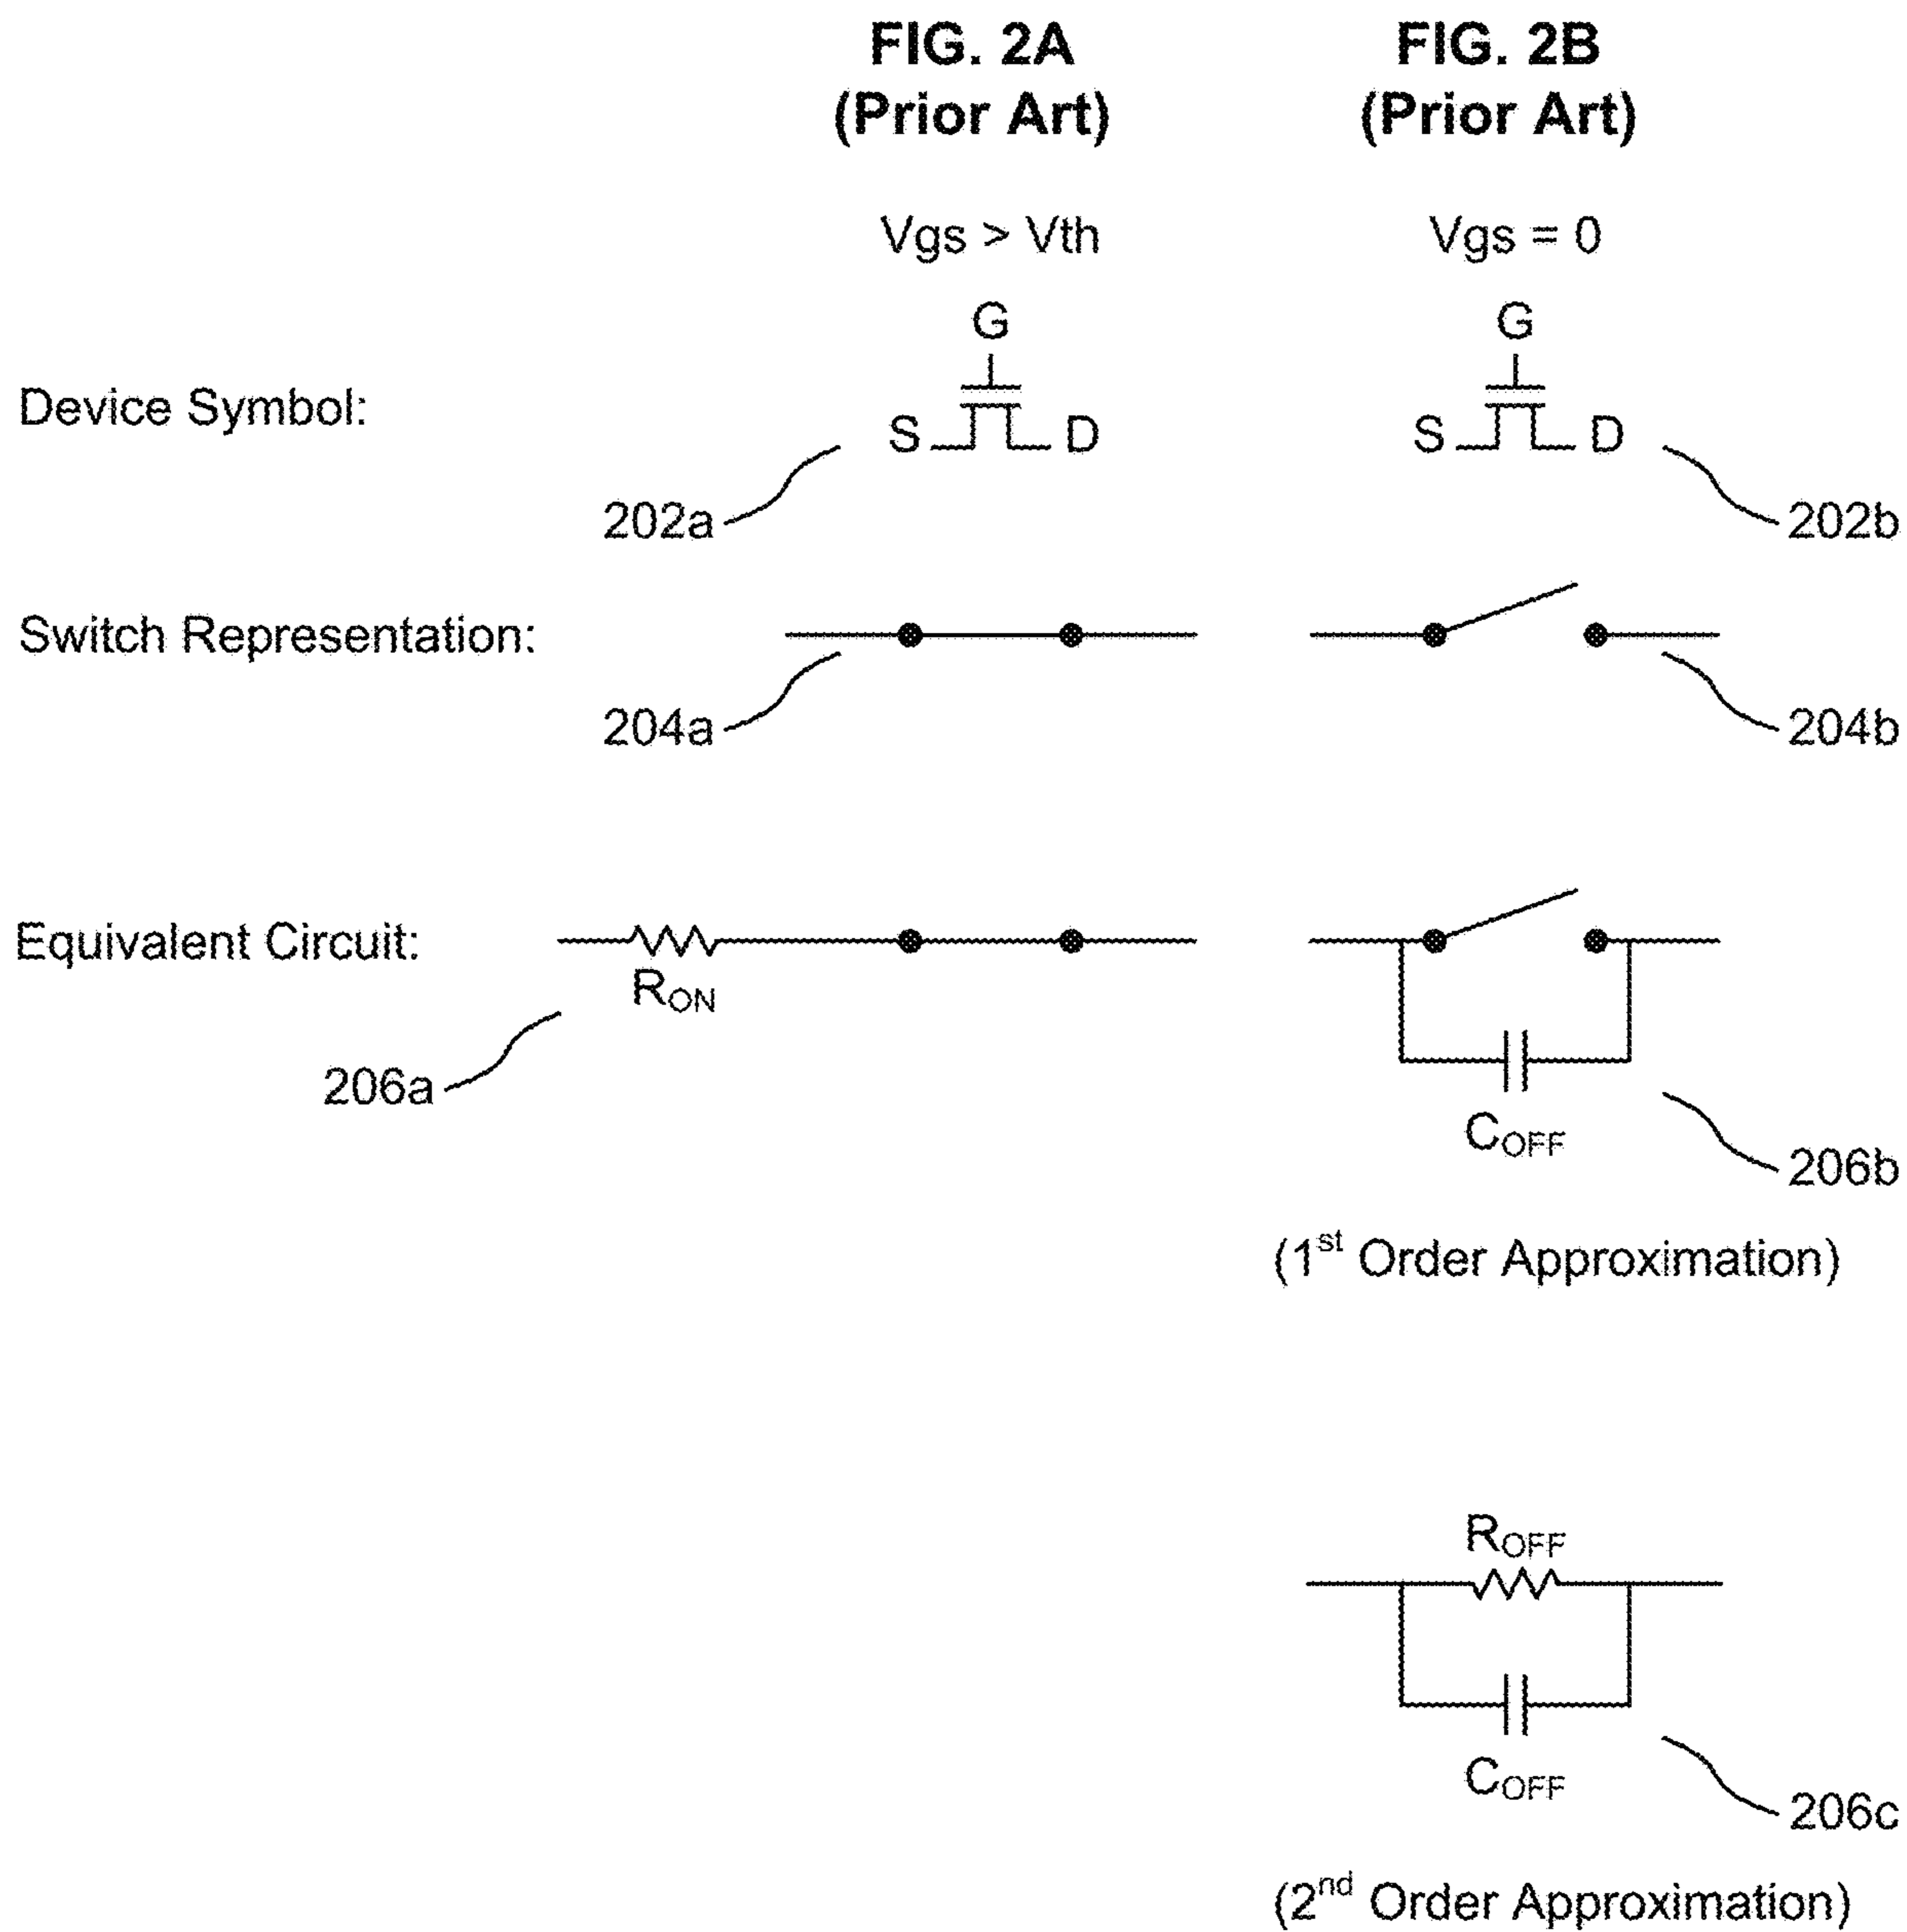 FIG. 2A
(Prior Art)
FIG. 2B
(Prior Art)
Vgs > Vth
Vgs = 0
Device Symbol:
G
S
D
202a
G
S
D
202b
Switch Representation:
204a
204b
Equivalent Circuit:
RON
206a
COFF
206b
(1st Order Approximation)
ROFF
COFF
206c
(2nd Order Approximation)